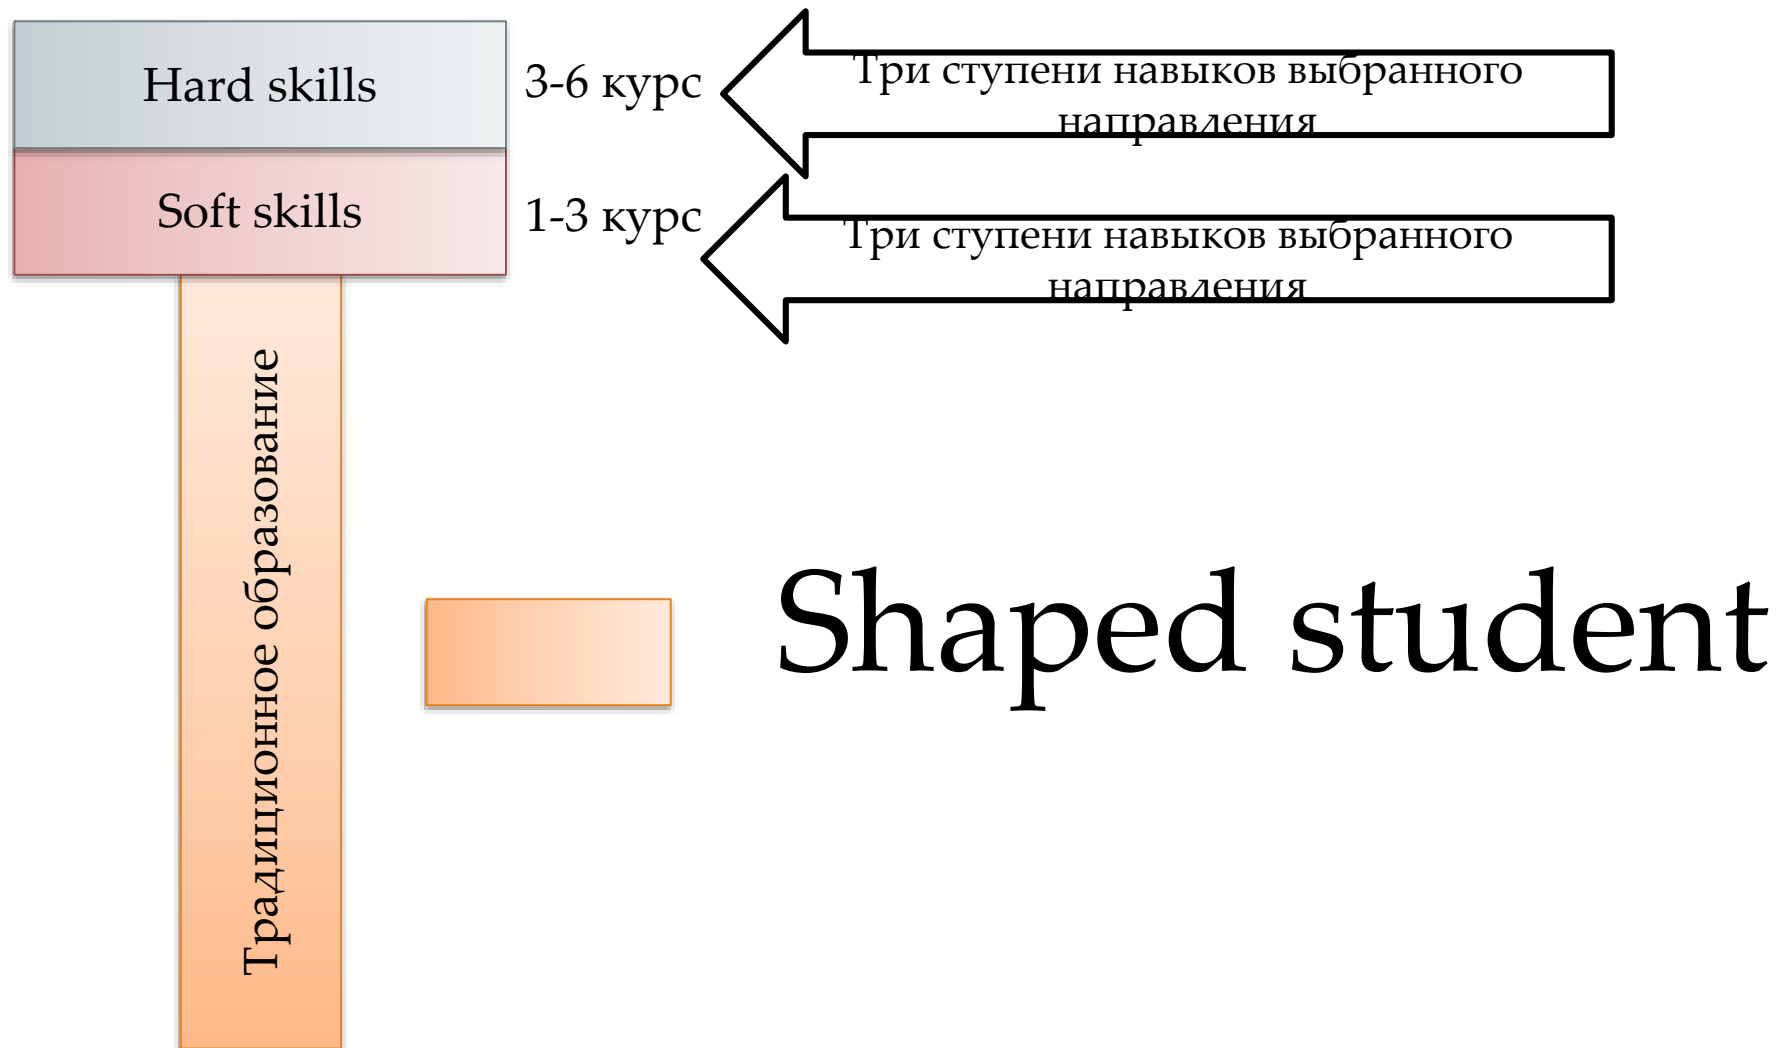 Hard skills
3-6 курс
Три ступени навыков выбранного
направления
Soft skills
1-3 курс
Три ступени навыков выбранного
направления
Традиционное образование
Shaped student